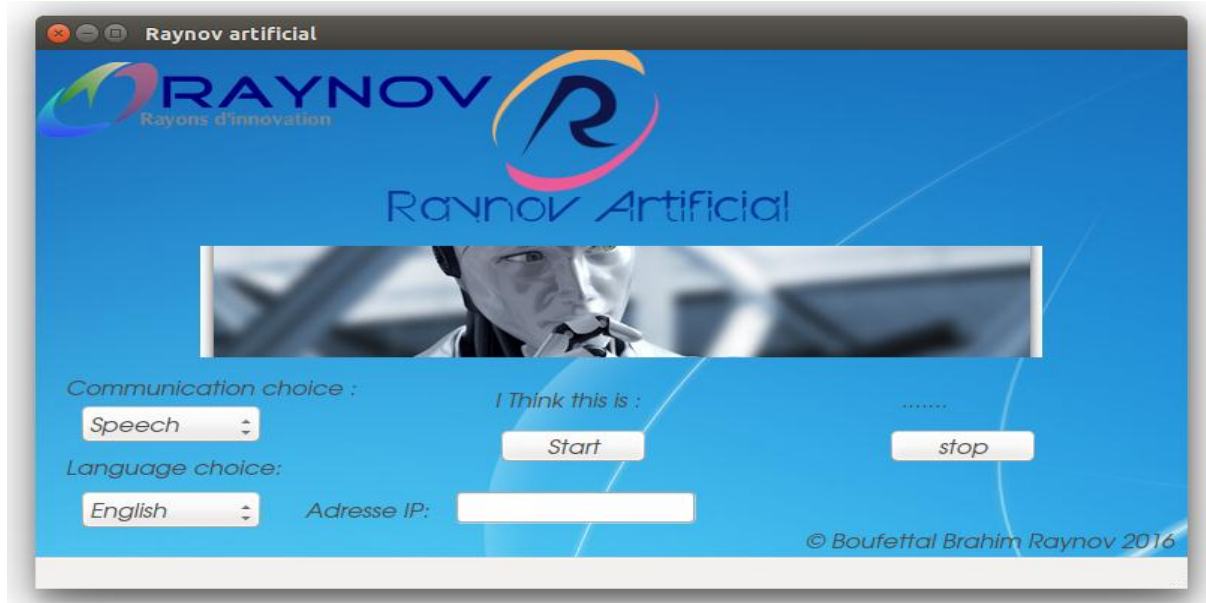 Raynov artificial
RAYNOV
Rayons d'innovation
R
Raynov Artificial
Communication choice :
Speech
I Think this is :
.......
Start
stop
Language choice:
English
Adresse IP:
© Boufettal Brahim Raynov 2016